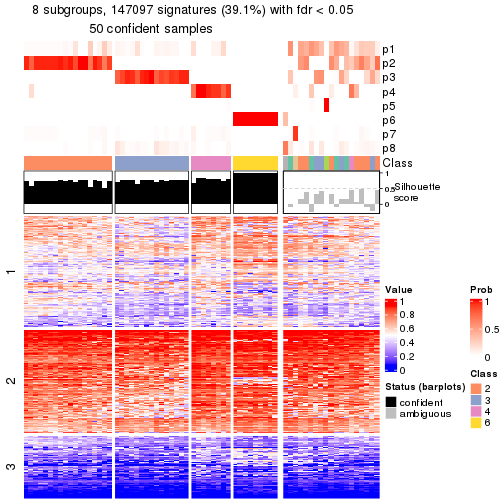 8 subgroups, 147097 signatures (39.1%) with fdr < 0.05
50 confident samples
p1
p2
p3
p4
p5
p6
p7
p8
Class
1
0.5
0
Silhouette
score
1
2
3
Value
1
0.8
0.6
0.4
0.2
0
Prob
1
0.5
0
Status (barplots)
confident
ambiguous
Class
2
3
4
6